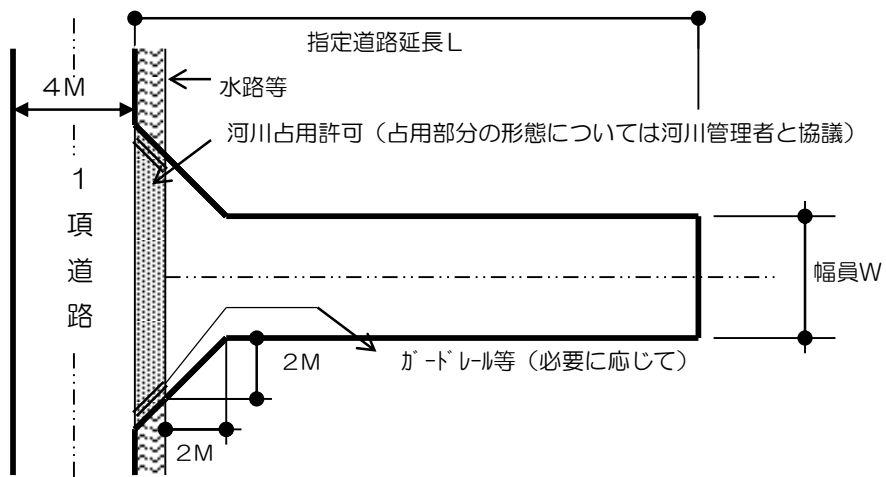 指定道路延長L
4M
水路等
河川占用許可（占用部分の形態については河川管理者と協議）
1項道路
幅員W
2M
ｶﾞｰﾄﾞﾚｰﾙ等（必要に応じて）
2M